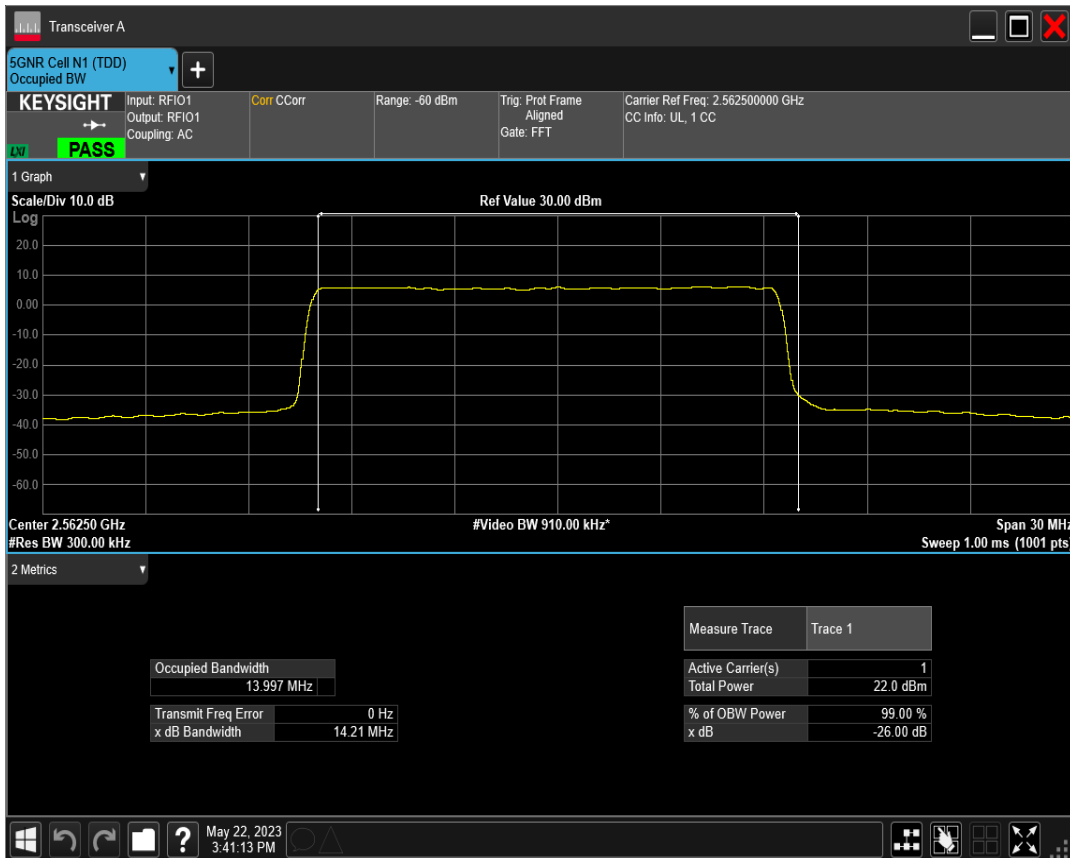 Transceiver A
5GNR Cell N1 (TDD)
Occupied BW
KEYSIGHT
LXI
PASS
Input: RFIO1
Output: RFIO1
Coupling: AC
Corr CCorr
Range: -60 dBm
Trig: Prot Frame
Aligned
Gate: FFT
Carrier Ref Freq: 2.562500000 GHz
CC Info: UL, 1 CC
1 Graph
Scale/Div 10.0 dB
Ref Value 30.00 dBm
Log
20.0
10.0
0.00
-10.0
-20.0
-30.0
-40.0
-50.0
-60.0
Center 2.56250 GHz
#Video BW 910.00 kHz*
Span 30 MHz
#Res BW 300.00 kHz
Sweep 1.00 ms (1001 pts)
2 Metrics
Measure Trace Trace 1
Occupied Bandwidth
13.997 MHz
Active Carrier(s) 1
Total Power 22.0 dBm
Transmit Freq Error 0 Hz
x dB Bandwidth 14.21 MHz
% of OBW Power 99.00 %
x dB -26.00 dB
?
May 22, 2023
3:41:13 PM